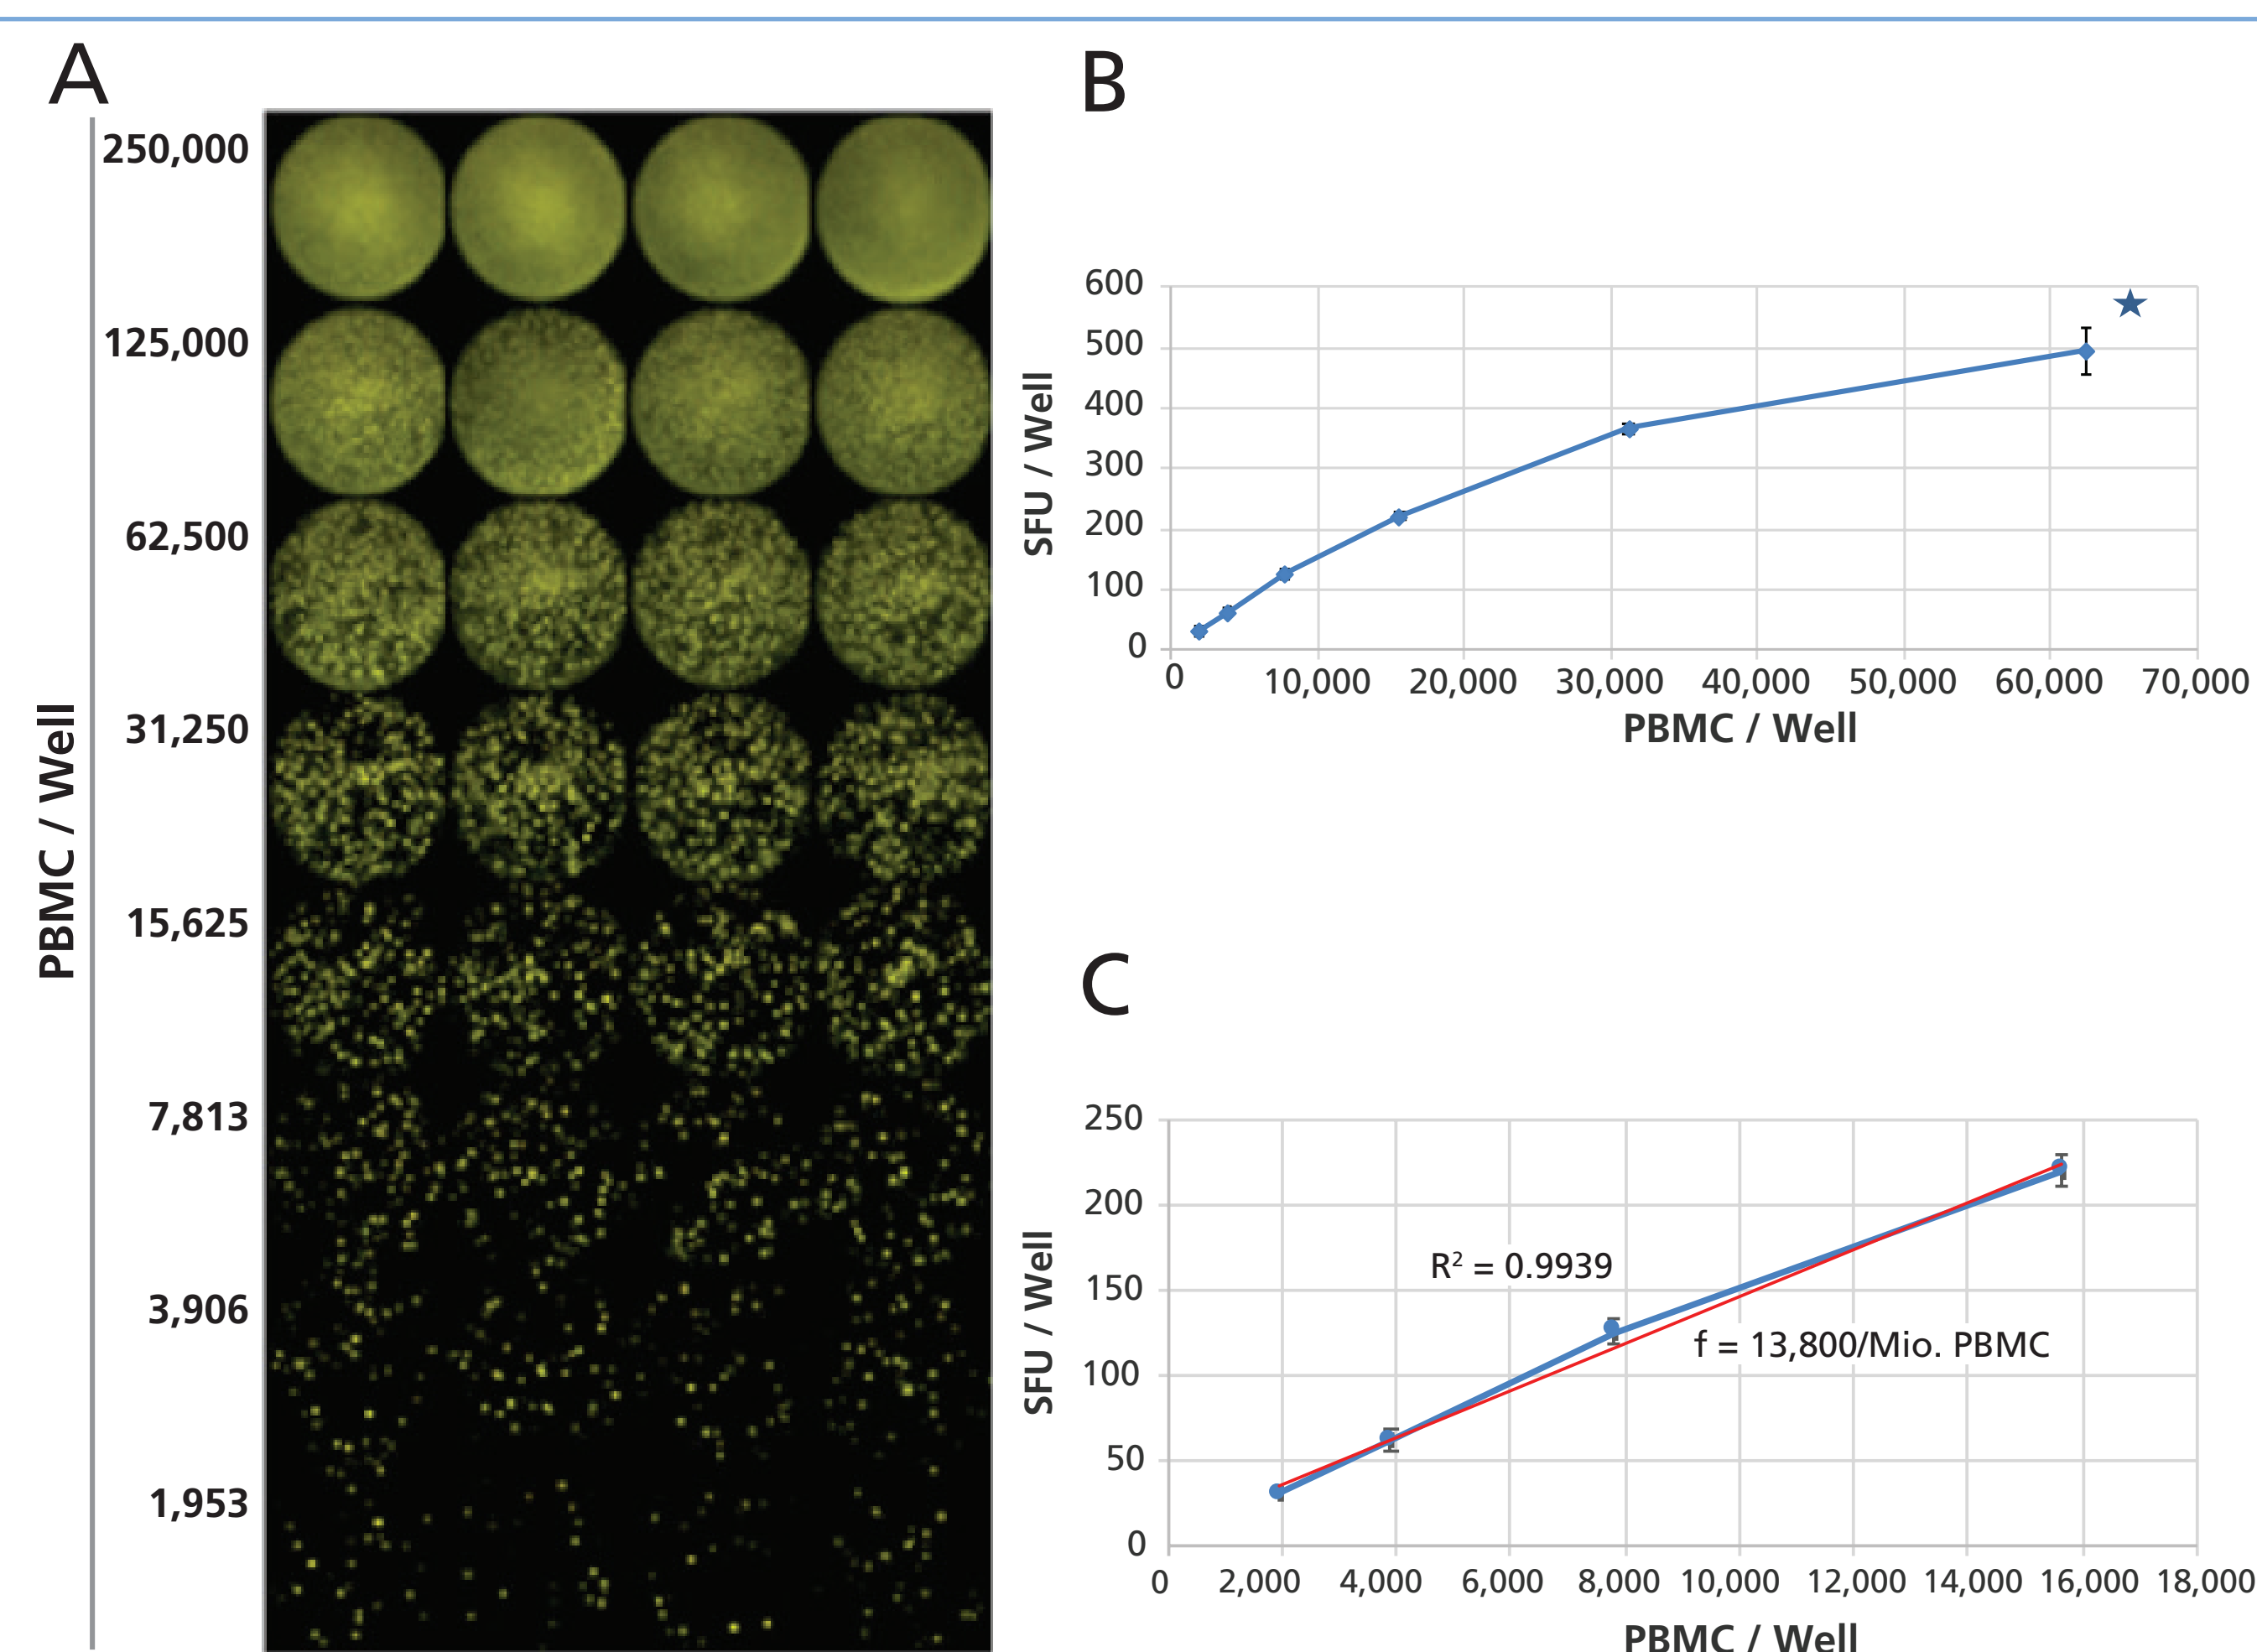 A
250,000
125,000
62,500
31,250
15,625
7,813
3,906
1,953
PBMC / Well
B
600
500
400
300
200
100
0
SFU / Well
0 10,000 20,000 30,000 40,000 50,000 60,000 70,000
PBMC / Well
C
250
200
150
100
50
0
SFU / Well
R² = 0.9939
f = 13,800/Mio. PBMC
0 2,000 4,000 6,000 8,000 10,000 12,000 14,000 16,000 18,000
PBMC / Well